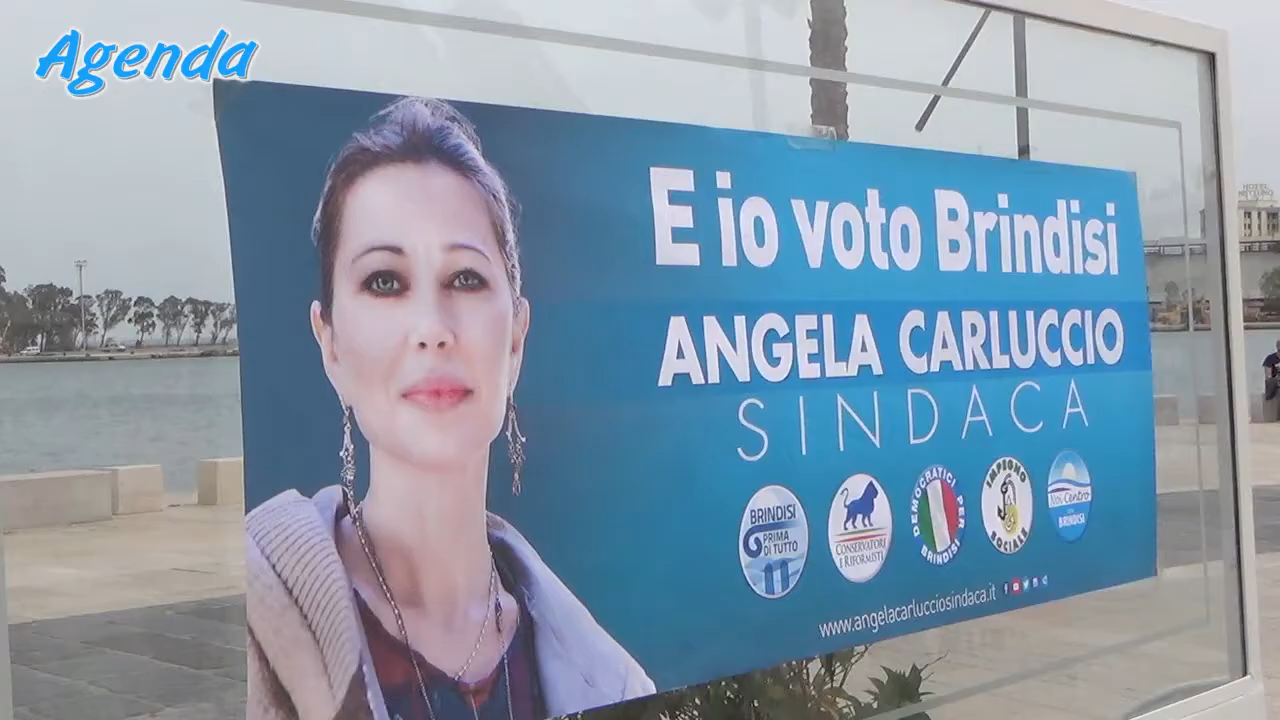 Agenda
E io voto Brindisi
ANGELA CARLUCCIO
SINDACA
BRINDISI
PRIMA
DI TUTTO
CONSERVATORI
E RIFORMISTI
DEMOCRATICI PER
BRINDISI
IMPEGNO
SOCIALE
Noi Centro
BRINDISI
www.angelacarlucciosindaca.it
HOTEL